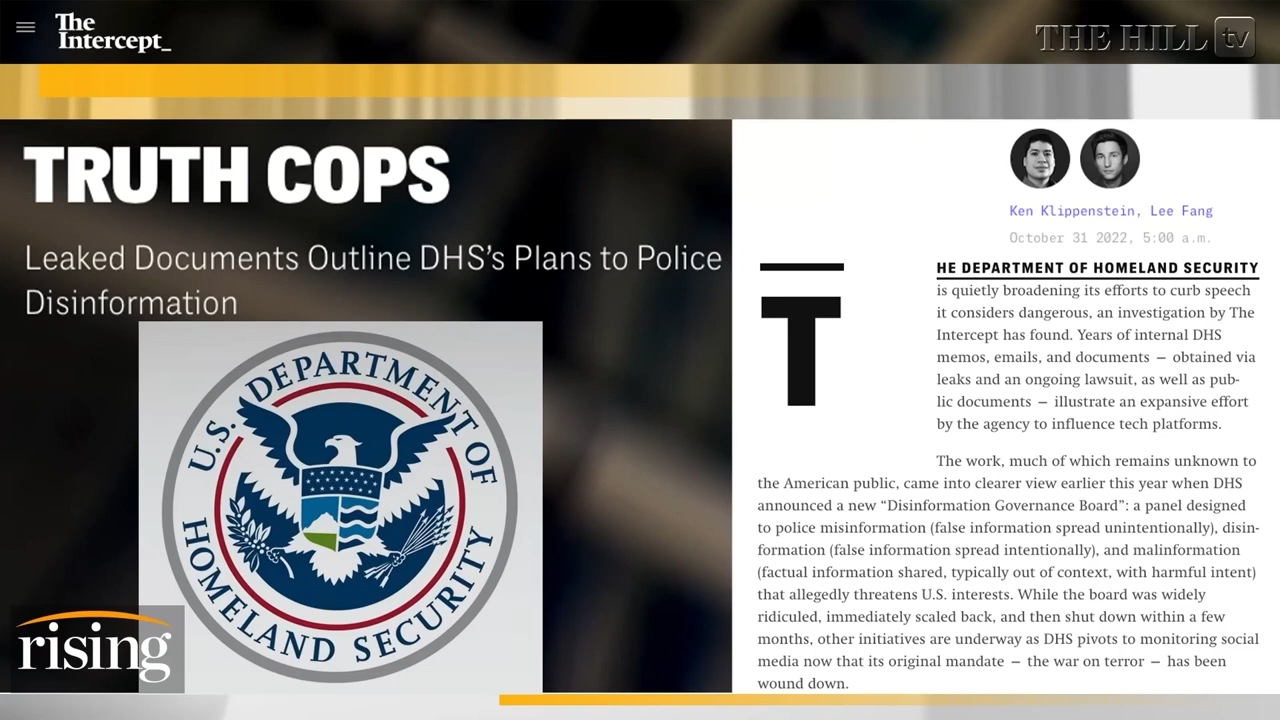 The
Intercept_
THE HILL tv
TRUTH COPS
Leaked Documents Outline DHS’s Plans to Police
Disinformation
U.S. DEPARTMENT OF
HOMELAND SECURITY
rising
Ken Klippenstein, Lee Fang
October 31 2022, 5:00 a.m.
THE DEPARTMENT OF HOMELAND SECURITY
is quietly broadening its efforts to curb speech
it considers dangerous, an investigation by The
Intercept has found. Years of internal DHS
memos, emails, and documents — obtained via
leaks and an ongoing lawsuit, as well as pub-
lic documents — illustrate an expansive effort
by the agency to influence tech platforms.
The work, much of which remains unknown to
the American public, came into clearer view earlier this year when DHS
announced a new “Disinformation Governance Board”: a panel designed
to police misinformation (false information spread unintentionally), disin-
formation (false information spread intentionally), and malinformation
(factual information shared, typically out of context, with harmful intent)
that allegedly threatens U.S. interests. While the board was widely
ridiculed, immediately scaled back, and then shut down within a few
months, other initiatives are underway as DHS pivots to monitoring social
media now that its original mandate — the war on terror — has been
wound down.